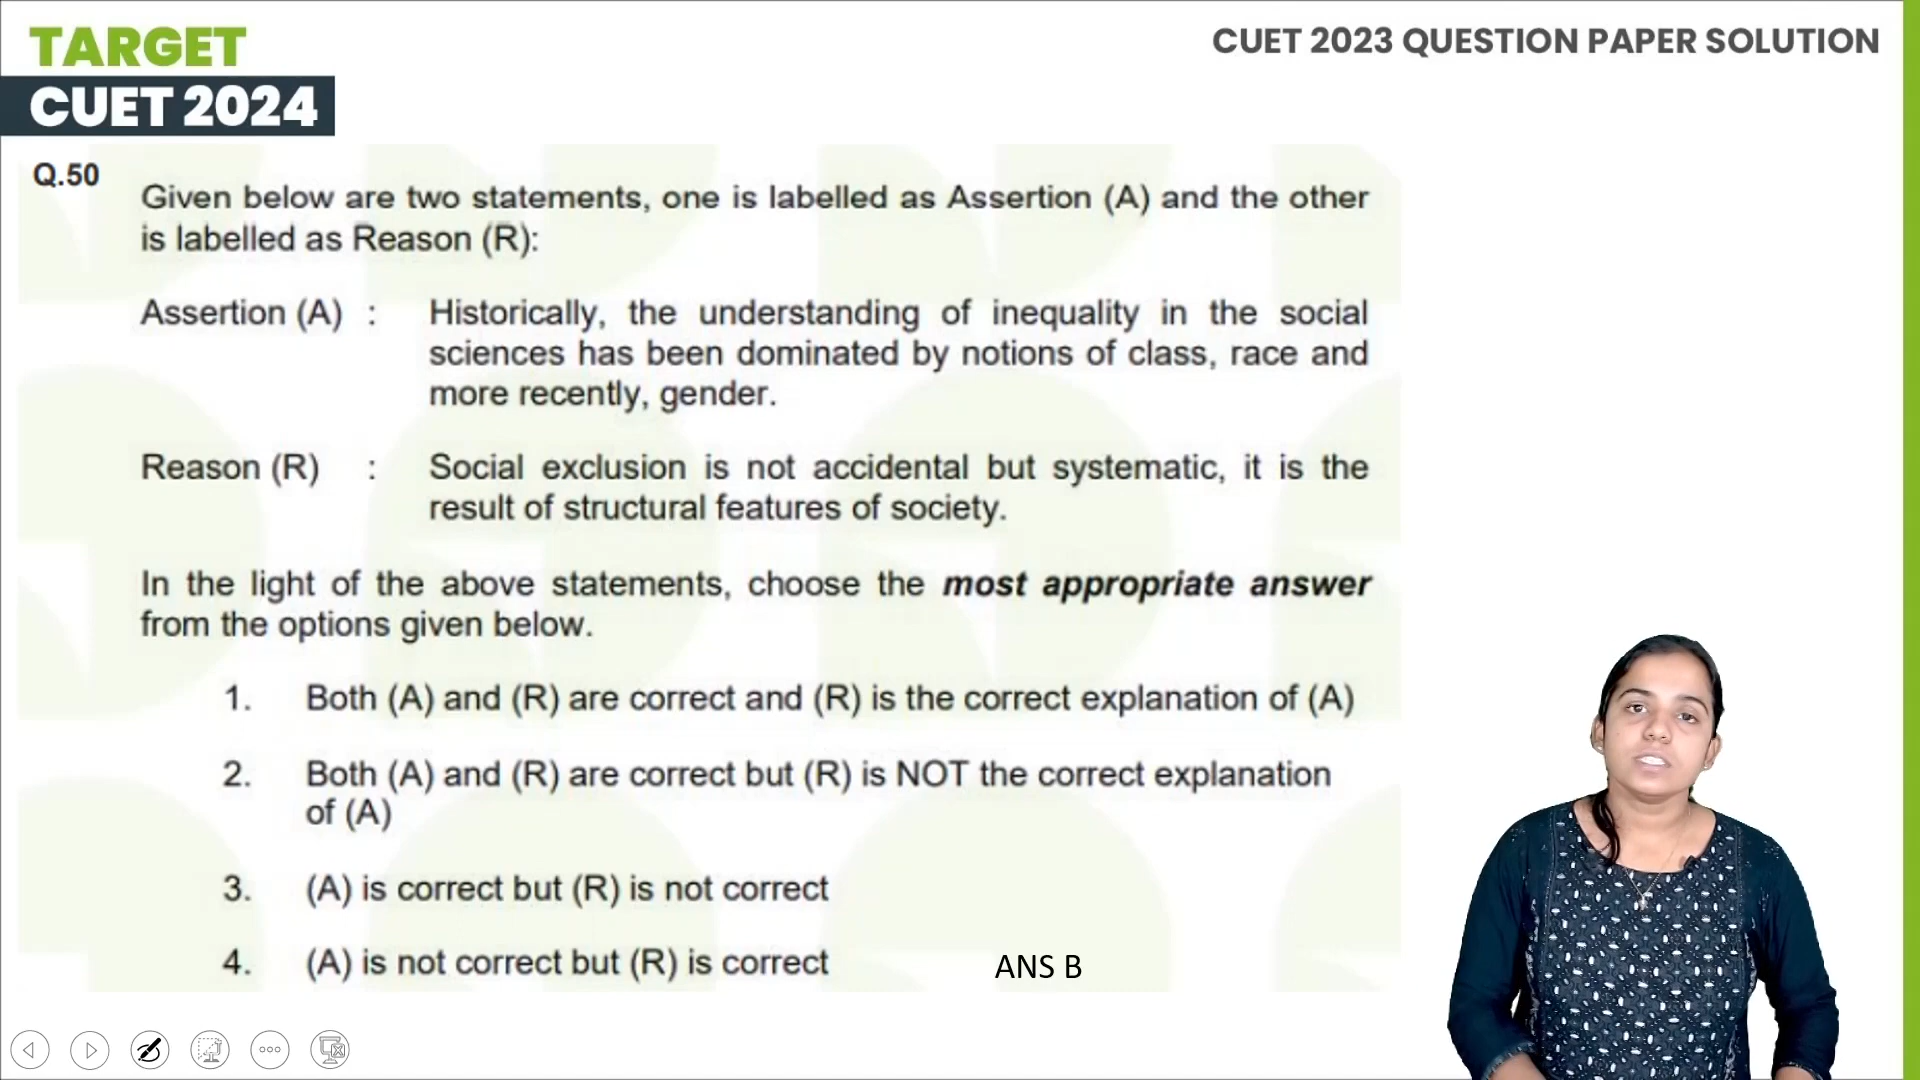 TARGET
CUET 2024
CUET 2023 QUESTION PAPER SOLUTION
Q.50
Given below are two statements, one is labelled as Assertion (A) and the other
is labelled as Reason (R):
Assertion (A) : Historically, the understanding of inequality in the social
sciences has been dominated by notions of class, race and
more recently, gender.
Reason (R) : Social exclusion is not accidental but systematic, it is the
result of structural features of society.
In the light of the above statements, choose the most appropriate answer
from the options given below.
1. Both (A) and (R) are correct and (R) is the correct explanation of (A)
2. Both (A) and (R) are correct but (R) is NOT the correct explanation
of (A)
3. (A) is correct but (R) is not correct
4. (A) is not correct but (R) is correct
ANS B